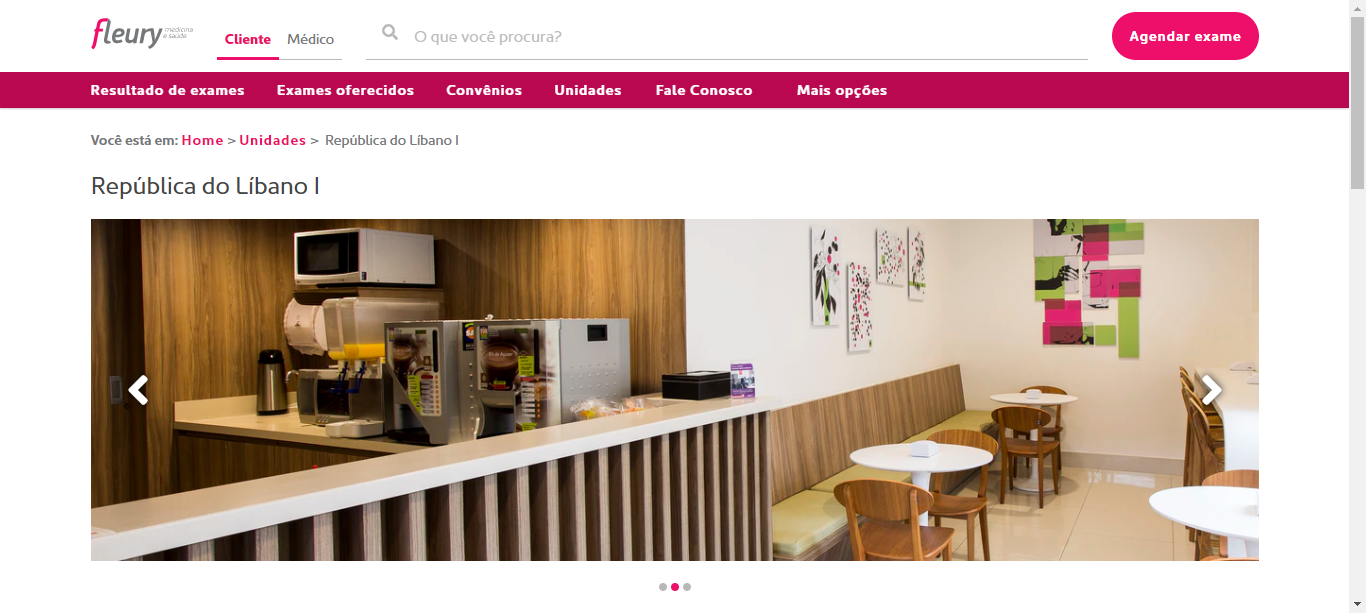 fleury medicina e saúde
Cliente Médico
O que você procura?
Agendar exame
Resultado de exames Exames oferecidos Convênios Unidades Fale Conosco Mais opções
Você está em: Home > Unidades > República do Líbano I
República do Líbano I